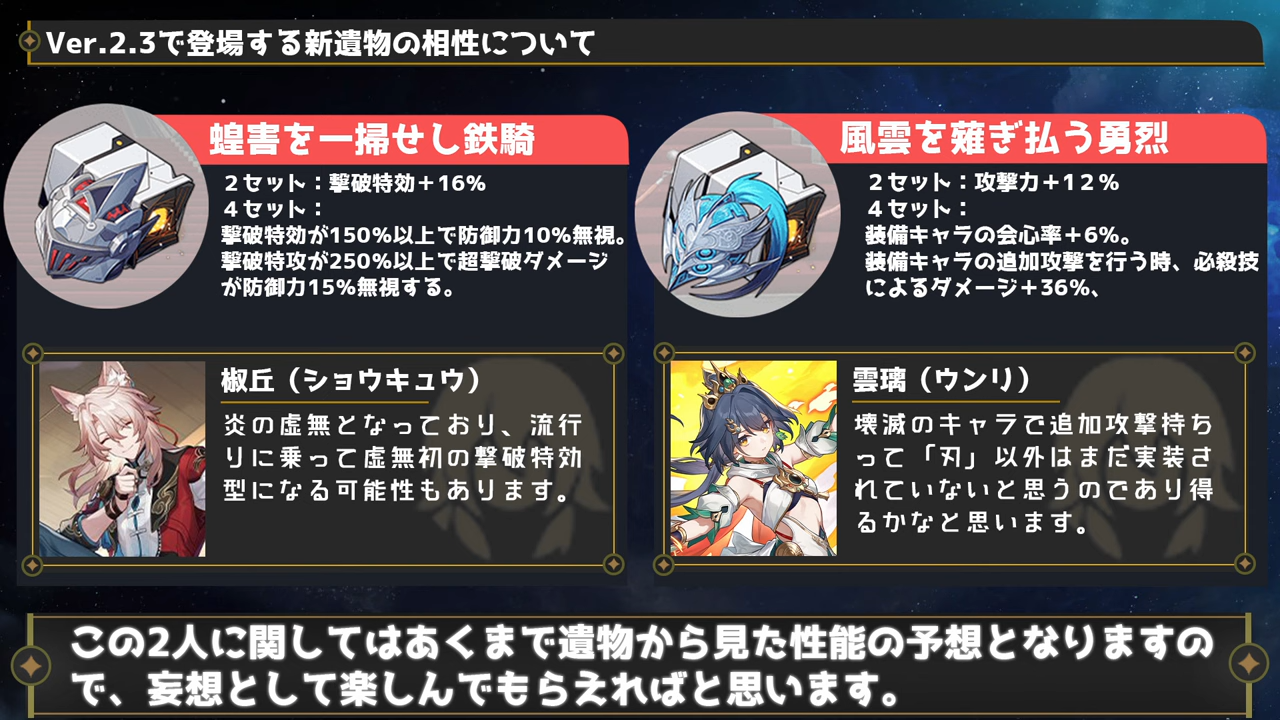 Ver.2.3で登場する新遺物の相性について
蝗害を一掃せし鉄騎
2セット：撃破特効＋16%
4セット：
撃破特効が150%以上で防御力10%無視。
撃破特攻が250%以上で超撃破ダメージ
が防御力15%無視する。
風雲を薙ぎ払う勇烈
2セット：攻撃力＋12％
4セット：
装備キャラの会心率＋6%。
装備キャラの追加攻撃を行う時、必殺技
によるダメージ＋36%、
椒丘（ショウキュウ）
炎の虚無となっており、流行
りに乗って虚無初の撃破特効
型になる可能性もあります。
雲璃（ウンリ）
壊滅のキャラで追加攻撃持ち
って「刃」以外はまだ実装さ
れていないと思うのであり得
るかなと思います。
この2人に関してはあくまで遺物から見た性能の予想となりますの
で、妄想として楽しんでもらえればと思います。